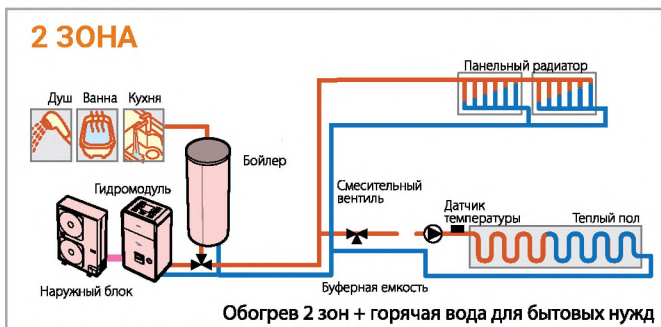 2 ЗОНА
Панельный радиатор
Душ Ванна Кухня
Бойлер
Гидромодуль
Смесительный
вентиль
Датчик
температуры
Теплый пол
Наружный блок
Буферная емкость
Обогрев 2 зон + горячая вода для бытовых нужд